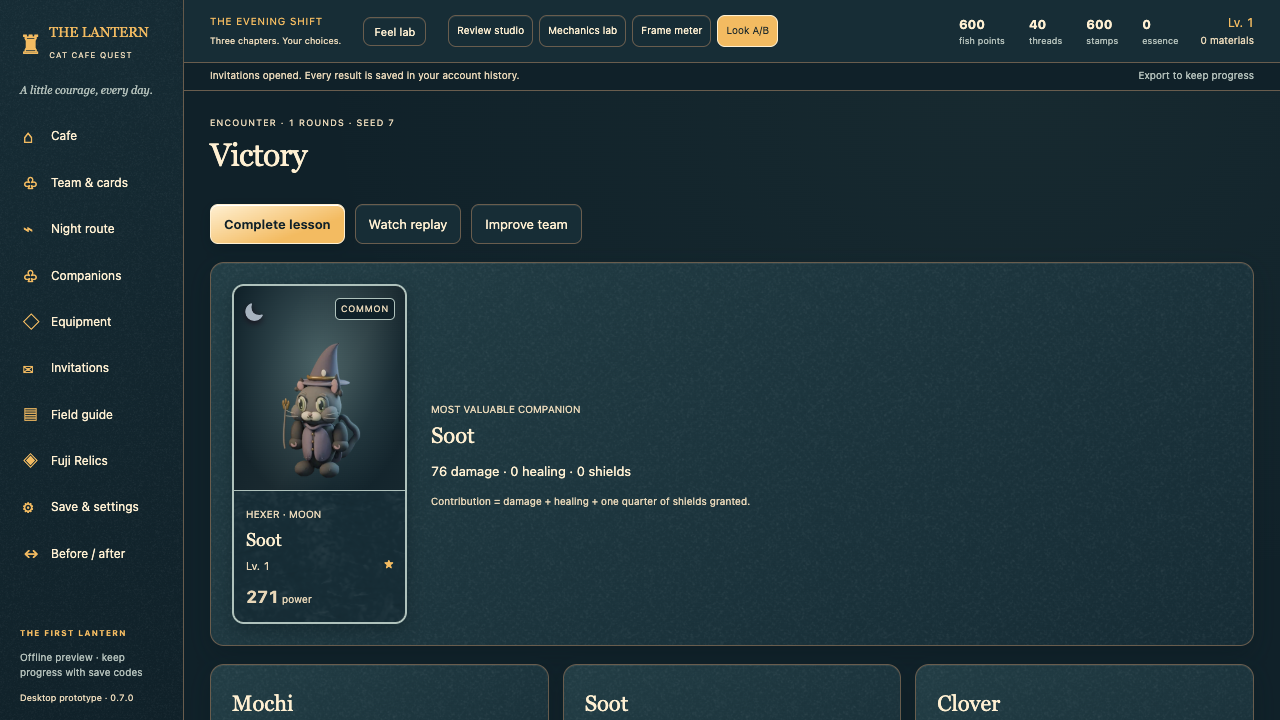 THE LANTERN
CAT CAFE QUEST
A little courage, every day.
Cafe
Team & cards
Night route
Companions
Equipment
Invitations
Field guide
Fuji Relics
Save & settings
Before / after
THE FIRST LANTERN
Offline preview · keep
progress with save codes
Desktop prototype · 0.7.0
THE EVENING SHIFT
Three chapters. Your choices.
Feel lab
Review studio
Mechanics lab
Frame meter
Look A/B
600
fish points
40
threads
600
stamps
0
essence
Lv. 1
0 materials
Invitations opened. Every result is saved in your account history.
Export to keep progress
ENCOUNTER · 1 ROUNDS · SEED 7
Victory
Complete lesson
Watch replay
Improve team
COMMON
HEXER · MOON
Soot
Lv. 1
271 power
MOST VALUABLE COMPANION
Soot
76 damage · 0 healing · 0 shields
Contribution = damage + healing + one quarter of shields granted.
Mochi
Soot
Clover